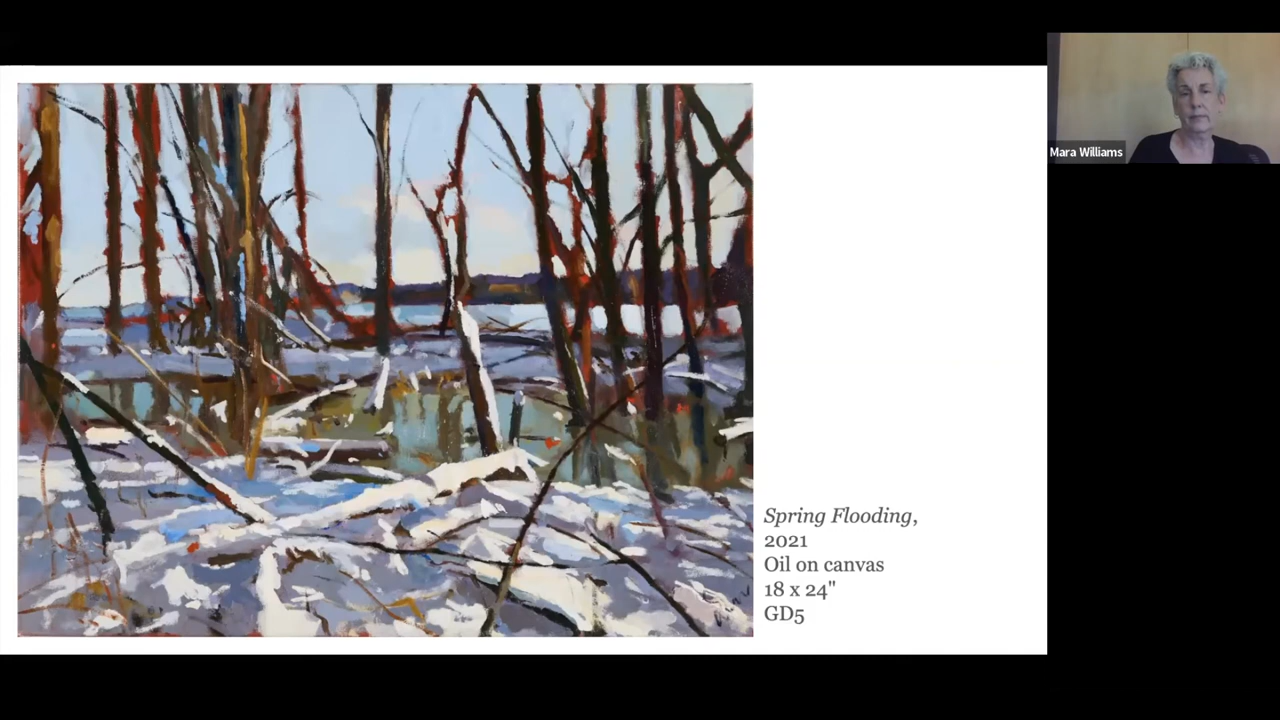 Mara Williams
Spring Flooding,
2021
Oil on canvas
18 x 24"
GD5